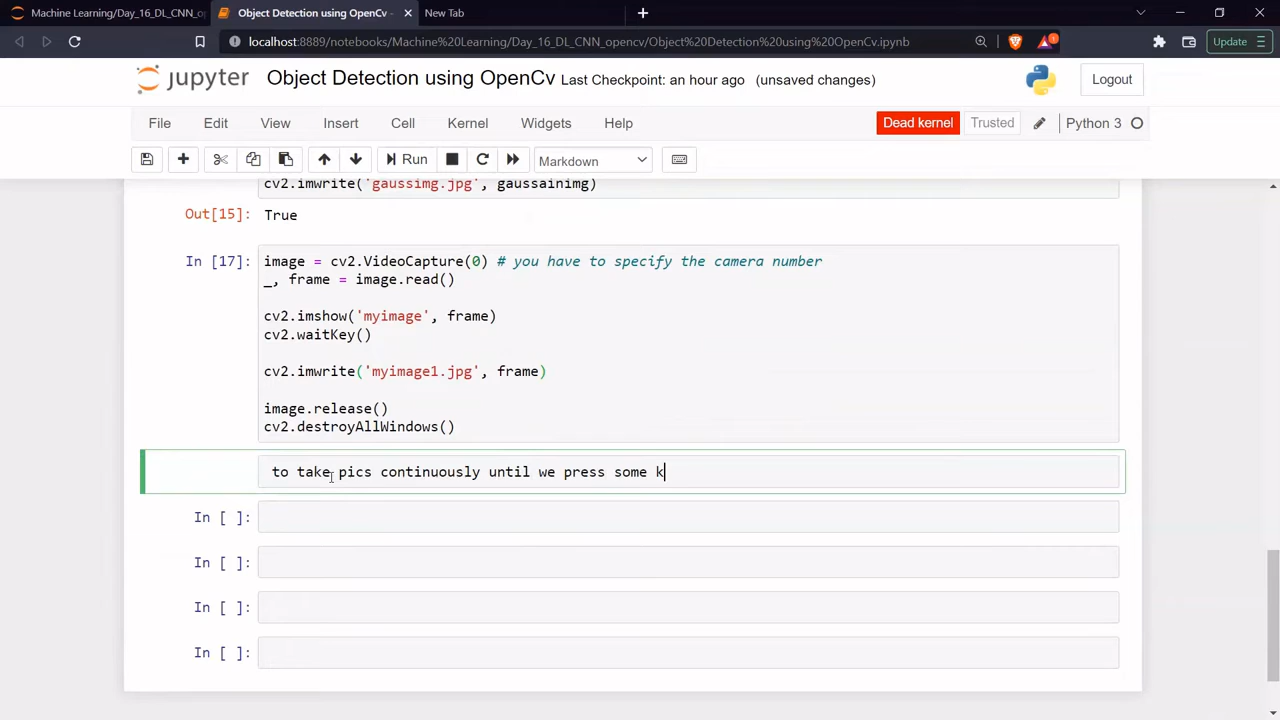 Machine Learning/Day_16_DL_CNN_op
Object Detection using OpenCv -
New Tab
Update
localhost:8889/notebooks/Machine%20Learning/Day_16_DL_CNN_opencv/Object%20Detection%20using%20OpenCv.ipynb
1
jupyter Object Detection using OpenCv Last Checkpoint: an hour ago (unsaved changes)
Logout
File Edit View Insert Cell Kernel Widgets Help
Dead kernel Trusted Python 3
Run Markdown
cv2.imwrite('gaussimg.jpg', gaussainimg)
Out[15]: True
In [17]: image = cv2.VideoCapture(0) # you have to specify the camera number
_, frame = image.read()
cv2.imshow('myimage', frame)
cv2.waitKey()
cv2.imwrite('myimage1.jpg', frame)
image.release()
cv2.destroyAllWindows()
to take pics continuously until we press some k
In [ ]:
In [ ]:
In [ ]:
In [ ]: